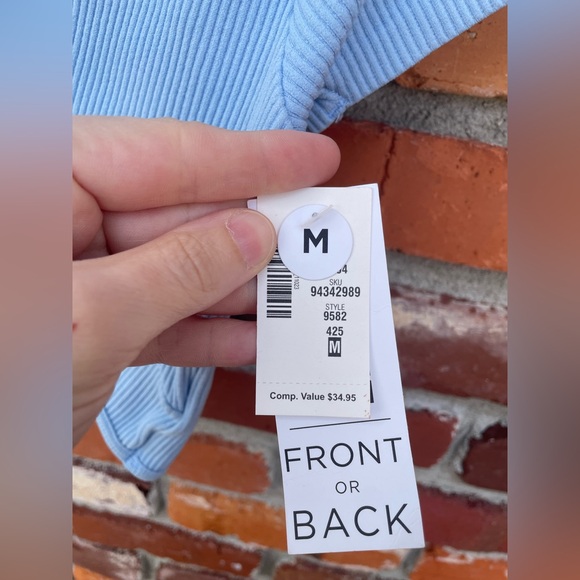 M
SKU
94342989
STYLE
9582
425
M
Comp. Value $34.95
FRONT
OR
BACK